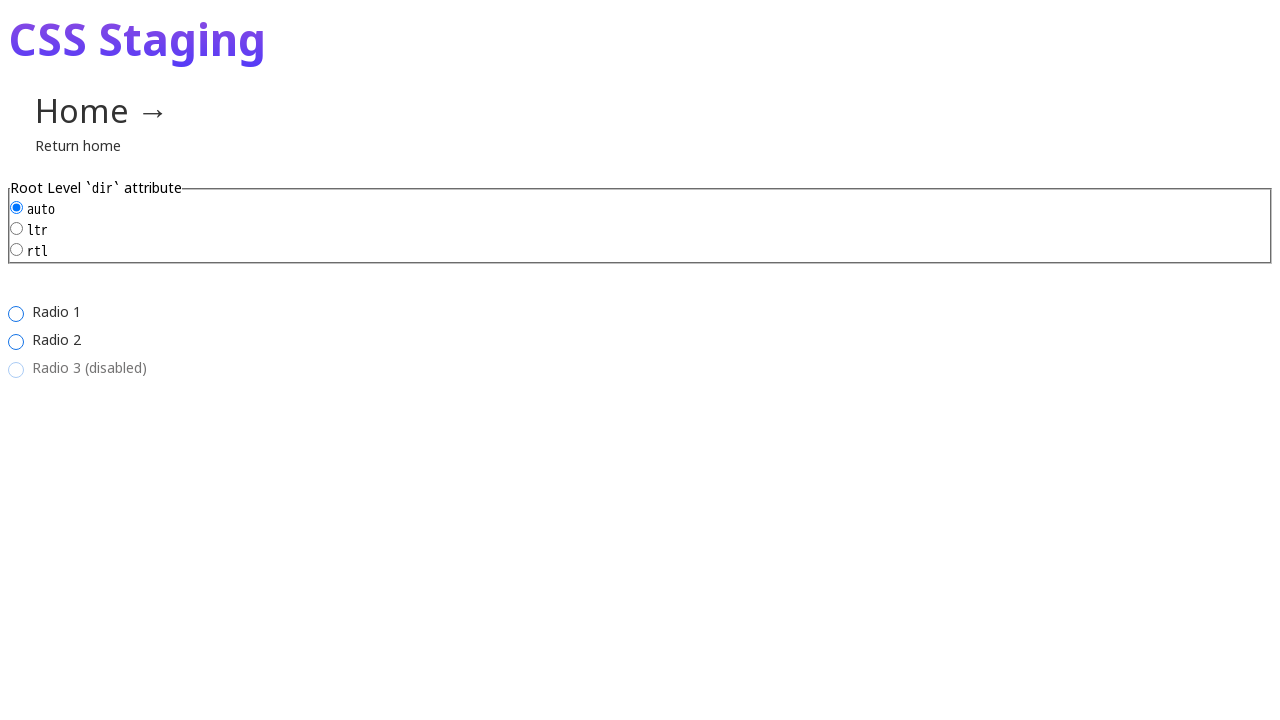 CSS Staging
Home →
Return home
Root Level `dir` attribute
auto
ltr
rtl
Radio 1
Radio 2
Radio 3 (disabled)